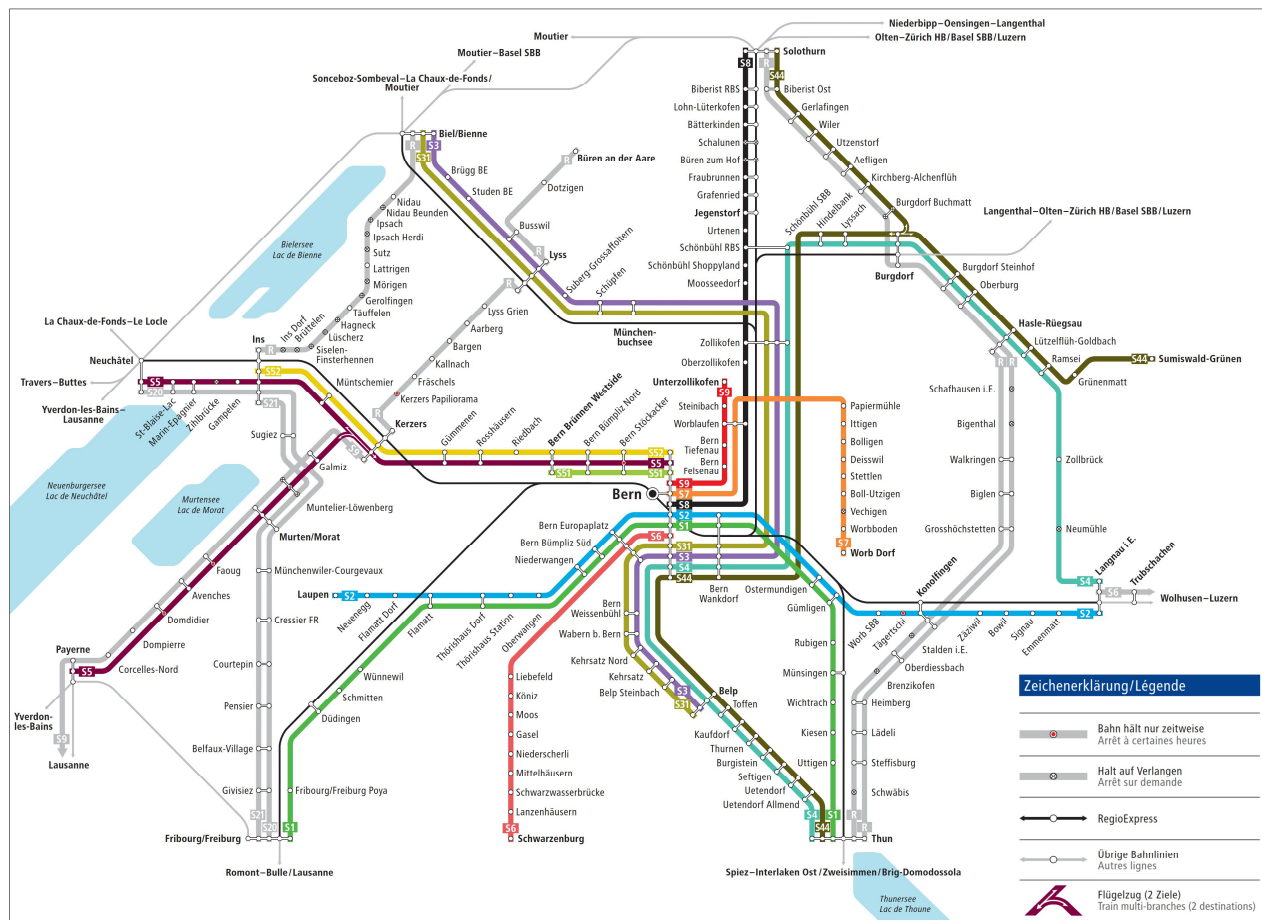 Niederbipp–Oensingen–Langenthal
Olten–Zürich HB/Basel SBB/Luzern
Moutier
Moutier–Basel SBB
Sonceboz-Sombeval–La Chaux-de-Fonds/
Moutier
Solothurn
S8
R
S44
Biberist RBS
Biberist Ost
Lohn-Lüterkofen
Gerlafingen
Bätterkinden
Wiler
Schalunen
Utzenstorf
Büren zum Hof
Aefligen
Fraubrunnen
Kirchberg-Alchenflüh
Grafenried
Burgdorf Buchmatt
Jegenstorf
Langenthal–Olten–Zürich HB/Basel SBB/Luzern
Urtenen
Schönbühl RBS
Schönbühl SBB
Hindelbank
Lyssach
Schönbühl Shoppyland
Moosseedorf
Burgdorf
Burgdorf Steinhof
Oberburg
Hasle-Rüegsau
Lützelflüh-Goldbach
Ramsei
Grünenmatt
S44
Sumiswald-Grünen
Biel/Bienne
R
S31
S3
Brügg BE
Studen BE
R
Büren an der Aare
Dotzigen
Busswil
R
Lyss
R
Suberg-Grossaffoltern
Schüpfen
München-
buchsee
Zollikofen
Oberzollikofen
Nidau
Nidau Beunden
Ipsach
Ipsach Herdi
Sutz
Lattrigen
Mörigen
Gerolfingen
Täuffelen
Hagneck
Lüscherz
Siselen-
Finsterhennen
Brüttelen
Ins Dorf
R
Ins
Bielersee
Lac de Bienne
Lyss Grien
Aarberg
Bargen
Kallnach
Fräschels
Kerzers Papiliorama
R
Kerzers
La Chaux-de-Fonds–Le Locle
Neuchâtel
Travers–Buttes
Yverdon-les-Bains–
Lausanne
S5
S20
S52
S21
St-Blaise-Lac
Marin-Epagnier
Zihlbrücke
Gampelen
Müntschemier
Sugiez
Galmiz
S9
Muntelier-Löwenberg
Murten/Morat
Neuenburgersee
Lac de Neuchâtel
Murtensee
Lac de Morat
Gümmenen
Rosshäusern
Riedbach
Bern Brünnen Westside
Bern Bümpliz Nord
Bern Stöckacker
S51
S52
S5
S51
Unterzollikofen
S9
Steinbach
Worblaufen
Bern
Tiefenau
Bern
Felsenau
Bern
S9
S7
S8
S2
S1
S6
S31
S3
S4
S44
Papiermühle
Ittigen
Bolligen
Deisswil
Stettlen
Boll-Utzigen
Vechigen
Worbboden
S7
Worb Dorf
R
R
Schafhausen i.E.
Bigenthal
Walkringen
Biglen
Grosshöchstetten
Konolfingen
Zollbrück
Neumühle
S4
Langnau i.E.
Trubschachen
S6
Wolhusen–Luzern
S2
Bern Europaplatz
Bern Bümpliz Süd
Niederwangen
Oberwangen
Thörishaus Station
Thörishaus Dorf
Flamatt
Flamatt Dorf
Neuenegg
S2
Laupen
Bern
Wankdorf
Ostermundigen
Gümligen
Worb SBB
Tägertschi
Zäziwil
Bowil
Signau
Emmenmatt
Bern
Weissenbühl
Wabern b. Bern
Kehrsatz Nord
Kehrsatz
Belp Steinbach
S3
S31
Belp
Toffen
Kaufdorf
Thurnen
Burgistein
Seftigen
Uetendorf
Uetendorf Allmend
Rubigen
Münsingen
Wichtrach
Kiesen
Uttigen
Stalden i.E.
Oberdiessbach
Brenzikofen
Heimberg
Lädeli
Steffisburg
Schwäbis
S4
S44
S1
R
R
Thun
Spiez–Interlaken Ost / Zweisimmen/Brig-Domodossola
Thunersee
Lac de Thoune
Faoug
Avenches
Domdidier
Dompierre
Corcelles-Nord
S5
Payerne
Yverdon-
les-Bains
S9
Lausanne
Münchenwiler-Courgevaux
Cressier FR
Courtepin
Pensier
Belfaux-Village
Givisiez
S21
S20
S1
Fribourg/Freiburg
Romont–Bulle/Lausanne
Fribourg/Freiburg Poya
Düdingen
Schmitten
Wünnewil
Liebefeld
Köniz
Moos
Gasel
Niederscherli
Mittelhäusern
Schwarzwasserbrücke
Lanzenhäusern
S6
Schwarzenburg
Zeichenerklärung/Légende
Bahn hält nur zeitweise
Arrêt à certaines heures
Halt auf Verlangen
Arrêt sur demande
RegioExpress
Übrige Bahnlinien
Autres lignes
Flügelzug (2 Ziele)
Train multi-branches (2 destinations)